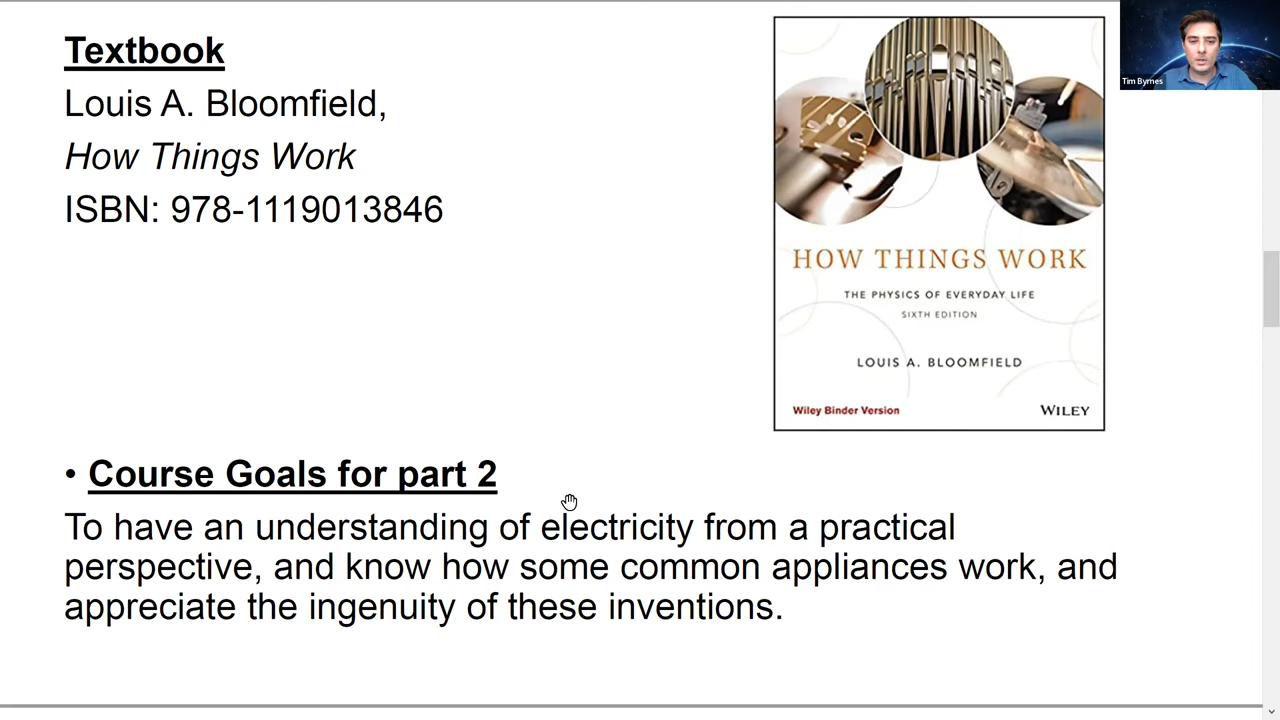 Textbook
Louis A. Bloomfield,
How Things Work
ISBN: 978-1119013846
HOW THINGS WORK
THE PHYSICS OF EVERYDAY LIFE
SIXTH EDITION
LOUIS A. BLOOMFIELD
Wiley Binder Version
WILEY
Tim Byrnes
• Course Goals for part 2
To have an understanding of electricity from a practical
perspective, and know how some common appliances work, and
appreciate the ingenuity of these inventions.